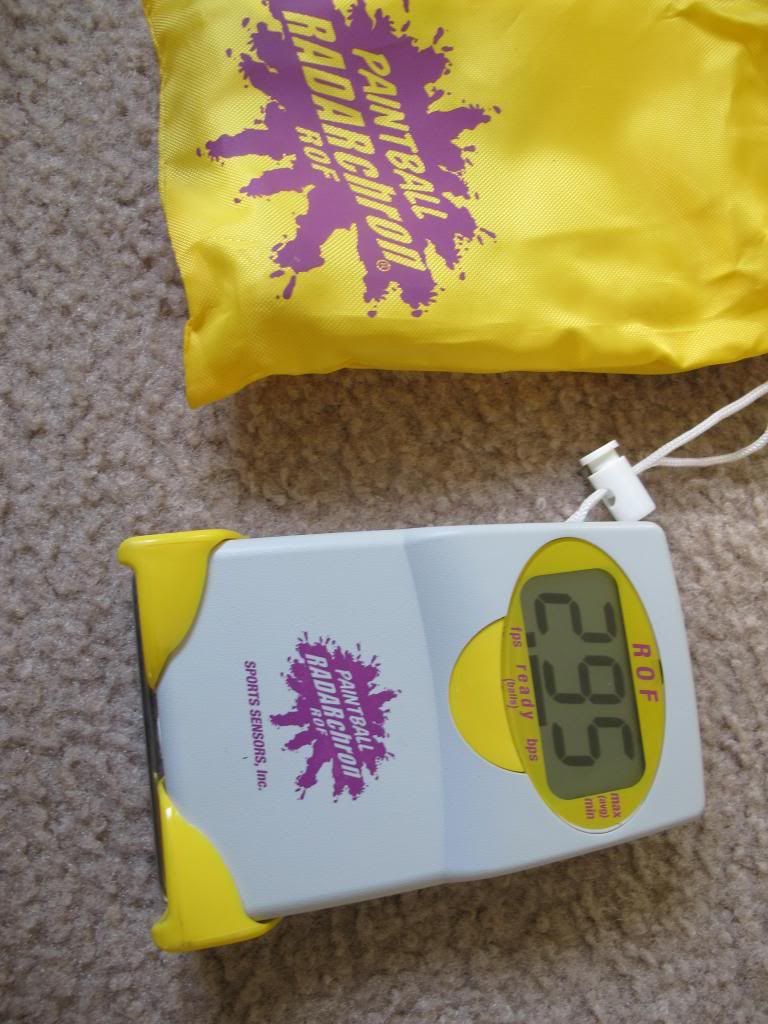 PAINTBALL
RADARchron®
ROF
ROF
295
fps ready bps
(balls)
max
(avg)
min
PAINTBALL
RADARchron
ROF
SPORTS SENSORS, Inc.